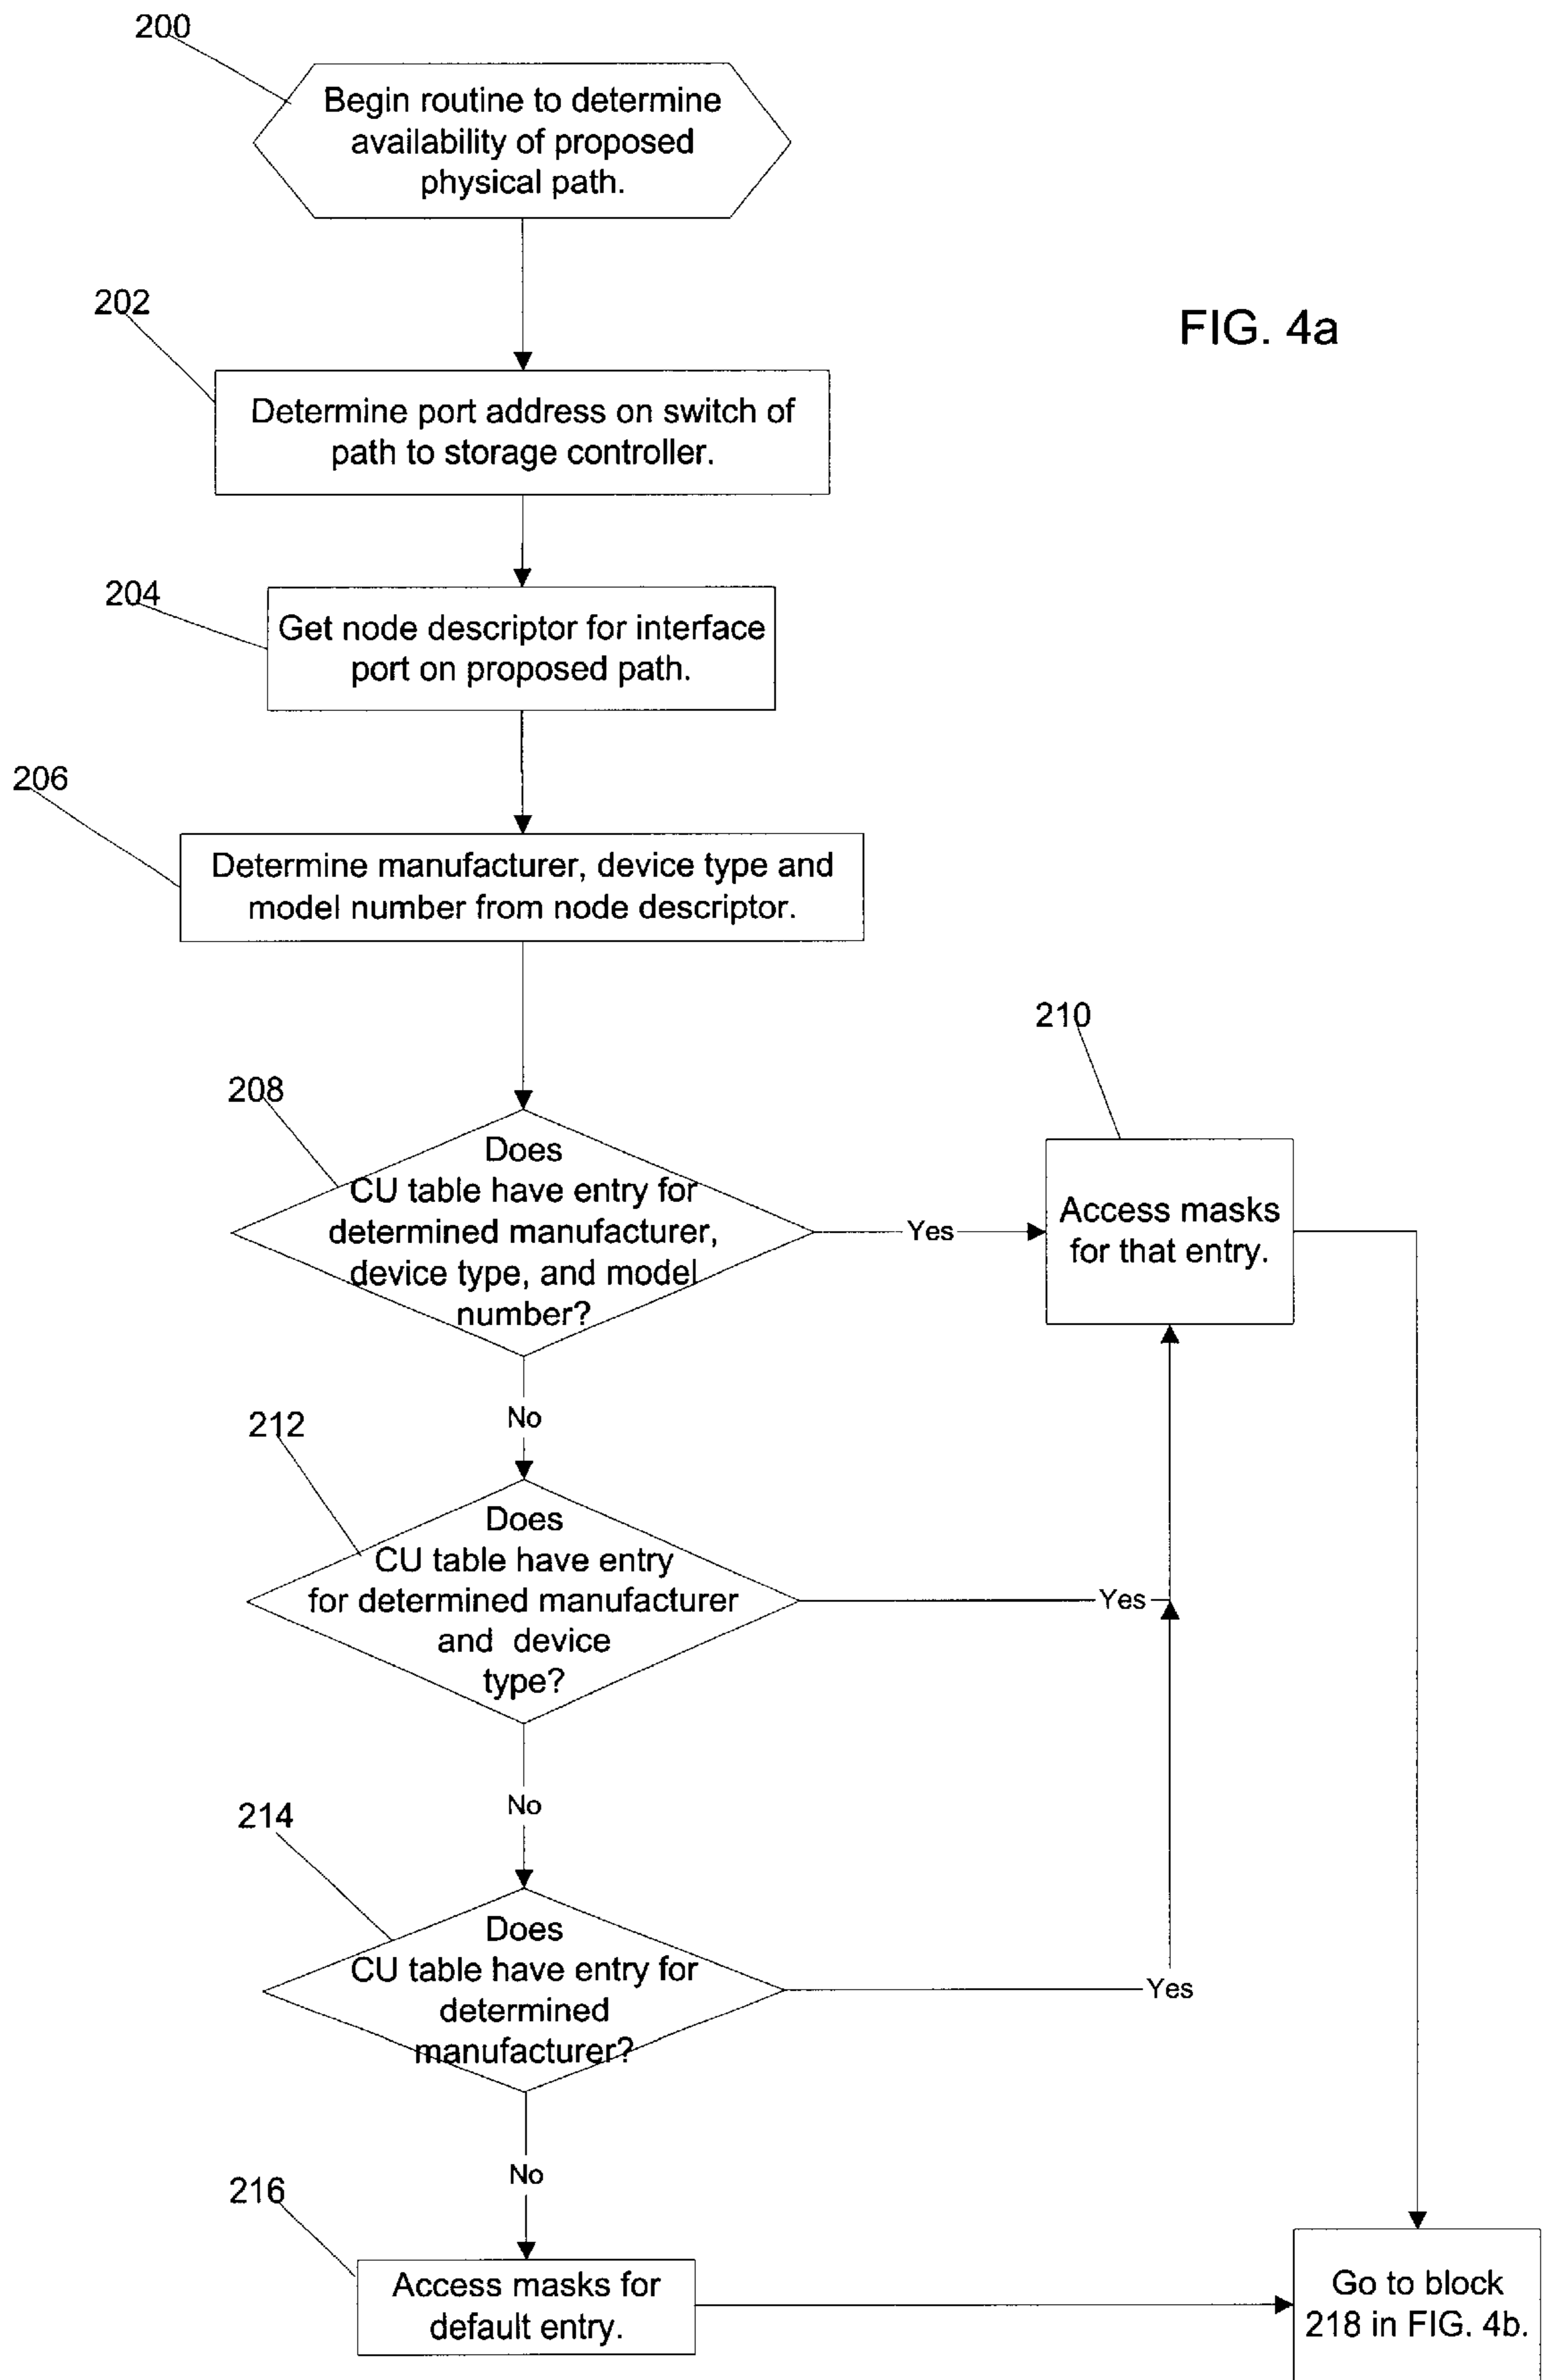 200
Begin routine to determine
availability of proposed
physical path.
202
FIG. 4a
Determine port address on switch of
path to storage controller.
204
Get node descriptor for interface
port on proposed path.
206
Determine manufacturer, device type and
model number from node descriptor.
210
208
Does
CU table have entry for
determined manufacturer,
device type, and model
number?
Yes
Access masks
for that entry.
No
212
Does
CU table have entry
for determined manufacturer
and device
type?
Yes
No
214
Does
CU table have entry for
determined
manufacturer?
Yes
No
216
Access masks for
default entry.
Go to block
218 in FIG. 4b.